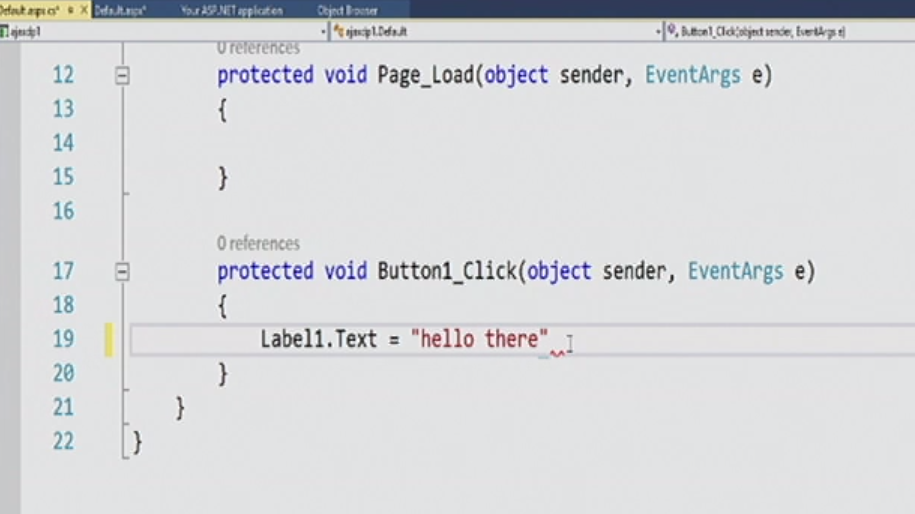 Default.aspx.cs* Default.aspx* Your ASP.NET application Object Browser
ajaxdp1 ajaxdp1.Default Button1_Click(object sender, EventArgs e)
0 references
12 protected void Page_Load(object sender, EventArgs e)
13 {
14
15 }
16
0 references
17 protected void Button1_Click(object sender, EventArgs e)
18 {
19 Label1.Text = "hello there"
20 }
21 }
22 }